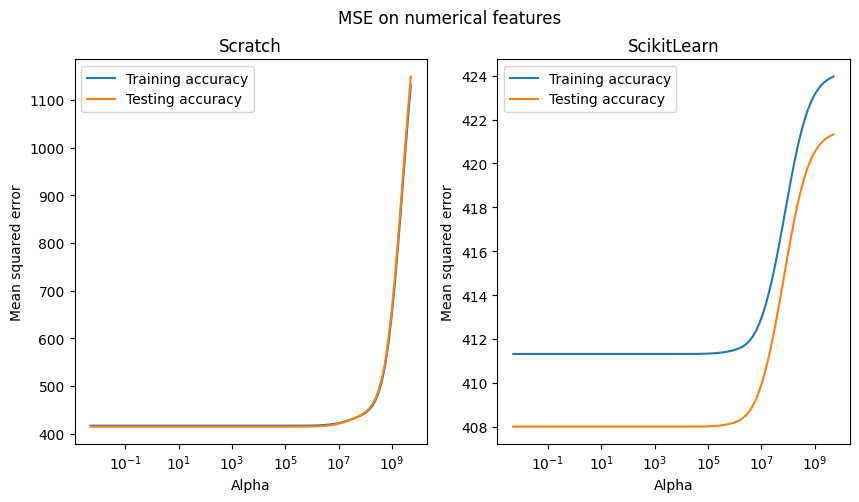 MSE on numerical features
Scratch
Training accuracy
Testing accuracy
Mean squared error
1100
1000
900
800
700
600
500
400
10⁻¹
10¹
10³
10⁵
10⁷
10⁹
Alpha
ScikitLearn
Training accuracy
Testing accuracy
Mean squared error
424
422
420
418
416
414
412
410
408
10⁻¹
10¹
10³
10⁵
10⁷
10⁹
Alpha